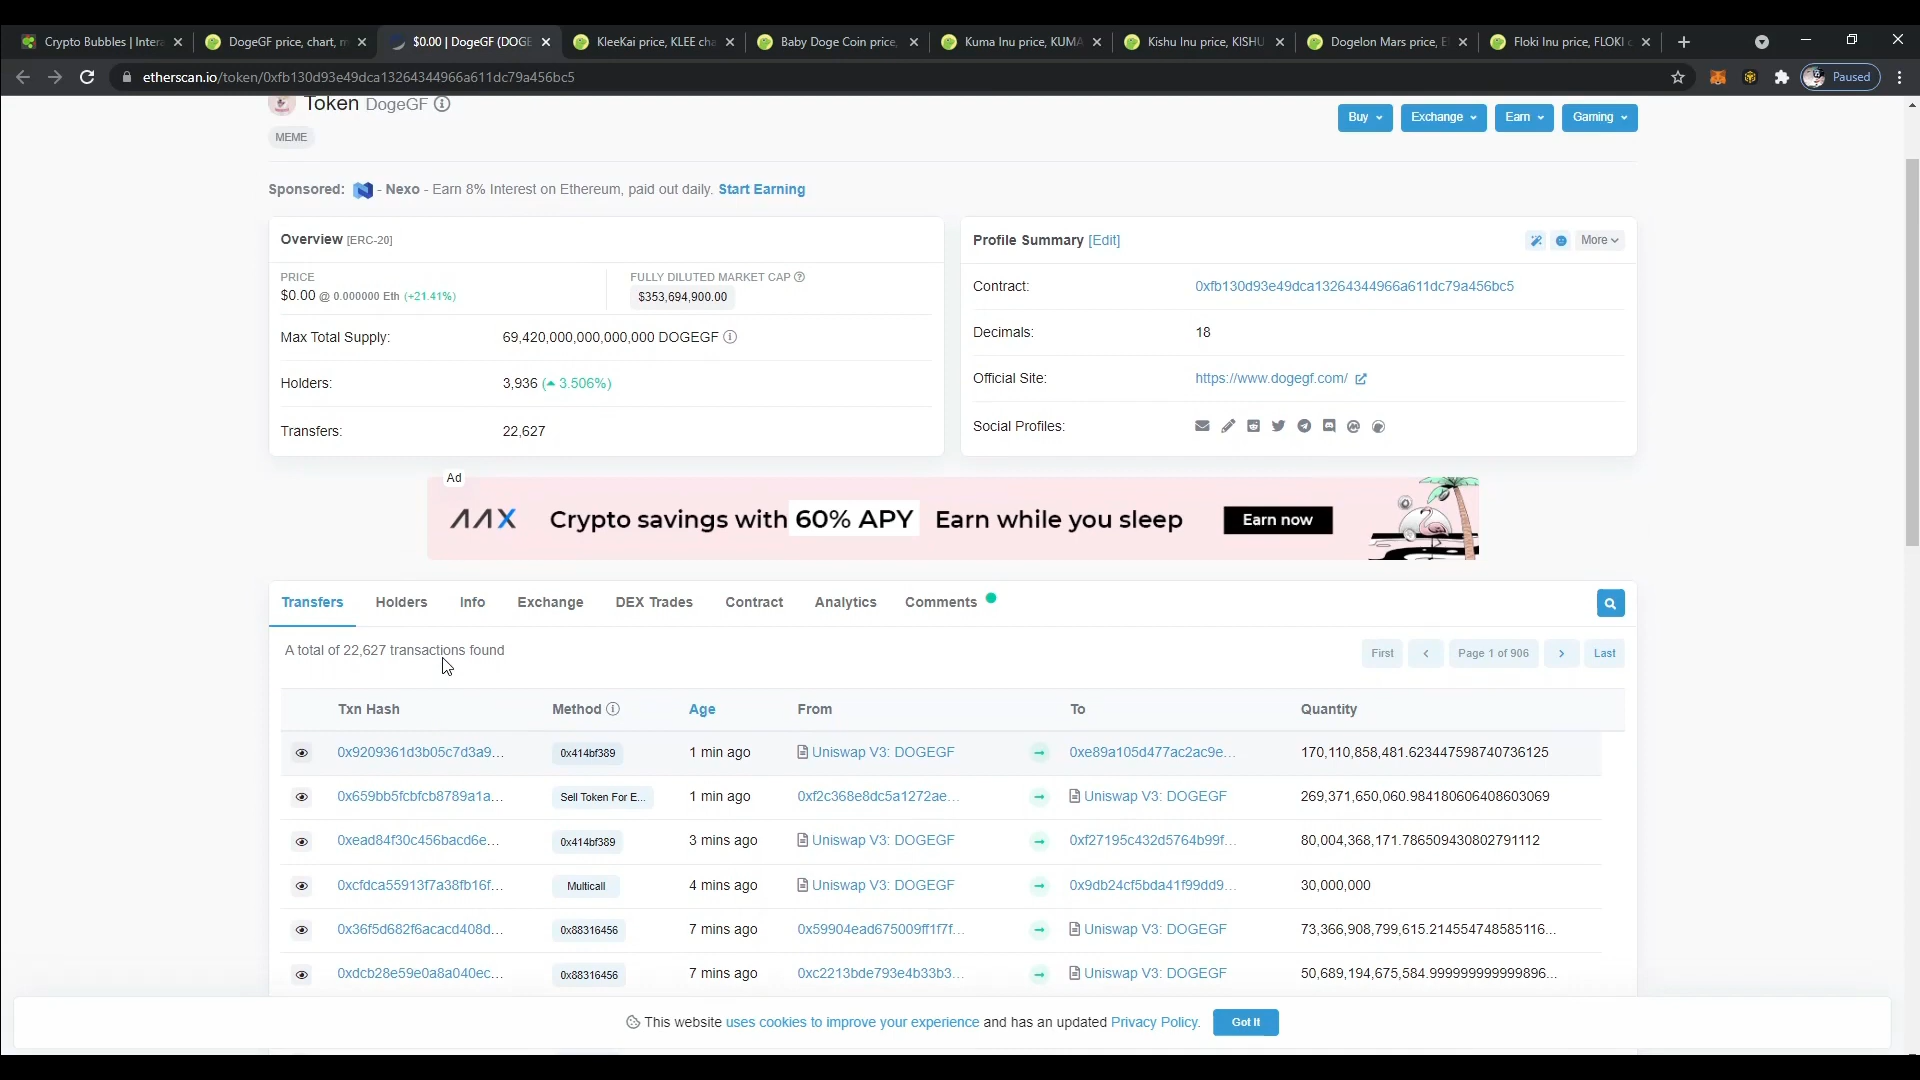 Crypto Bubbles | Inter
DogeGF price, chart, m
$0.00 | DogeGF (DOGE
KleeKai price, KLEE cha
Baby Doge Coin price,
Kuma Inu price, KUMA
Kishu Inu price, KISHU
Dogelon Mars price, E
Floki Inu price, FLOKI c
etherscan.io/token/0xfb130d93e49dca13264344966a611dc79a456bc5
Paused
Token DogeGF
Buy
Exchange
Earn
Gaming
MEME
Sponsored: - Nexo - Earn 8% Interest on Ethereum, paid out daily. Start Earning
Overview [ERC-20]
PRICE
$0.00 @ 0.000000 Eth (+21.41%)
FULLY DILUTED MARKET CAP
$353,694,900.00
Max Total Supply: 69,420,000,000,000,000 DOGEGF
Holders: 3,936 (3.506%)
Transfers: 22,627
Profile Summary [Edit]
More
Contract: 0xfb130d93e49dca13264344966a611dc79a456bc5
Decimals: 18
Official Site: https://www.dogegf.com/
Social Profiles:
Ad
AAX
Crypto savings with 60% APY Earn while you sleep
Earn now
Transfers Holders Info Exchange DEX Trades Contract Analytics Comments
A total of 22,627 transactions found
First
Page 1 of 906
Last
Txn Hash Method Age From To Quantity
0x9209361d3b05c7d3a9... 0x414bf389 1 min ago Uniswap V3: DOGEGF 0xe89a105d477ac2ac9e... 170,110,858,481.623447598740736125
0x659bb5fcbfcb8789a1a... Sell Token For E... 1 min ago 0xf2c368e8dc5a1272ae... Uniswap V3: DOGEGF 269,371,650,060.984180606408603069
0xead84f30c456bacd6e... 0x414bf389 3 mins ago Uniswap V3: DOGEGF 0xf27195c432d5764b99f... 80,004,368,171.786509430802791112
0xcfdca55913f7a38fb16f... Multicall 4 mins ago Uniswap V3: DOGEGF 0x9db24cf5bda41f99dd9... 30,000,000
0x36f5d682f6acacd408d... 0x88316456 7 mins ago 0x59904ead675009ff1f7f... Uniswap V3: DOGEGF 73,366,908,799,615.214554748585116...
0xdcb28e59e0a8a040ec... 0x88316456 7 mins ago 0xc2213bde793e4b33b3... Uniswap V3: DOGEGF 50,689,194,675,584.999999999999896...
This website uses cookies to improve your experience and has an updated Privacy Policy.
Got It